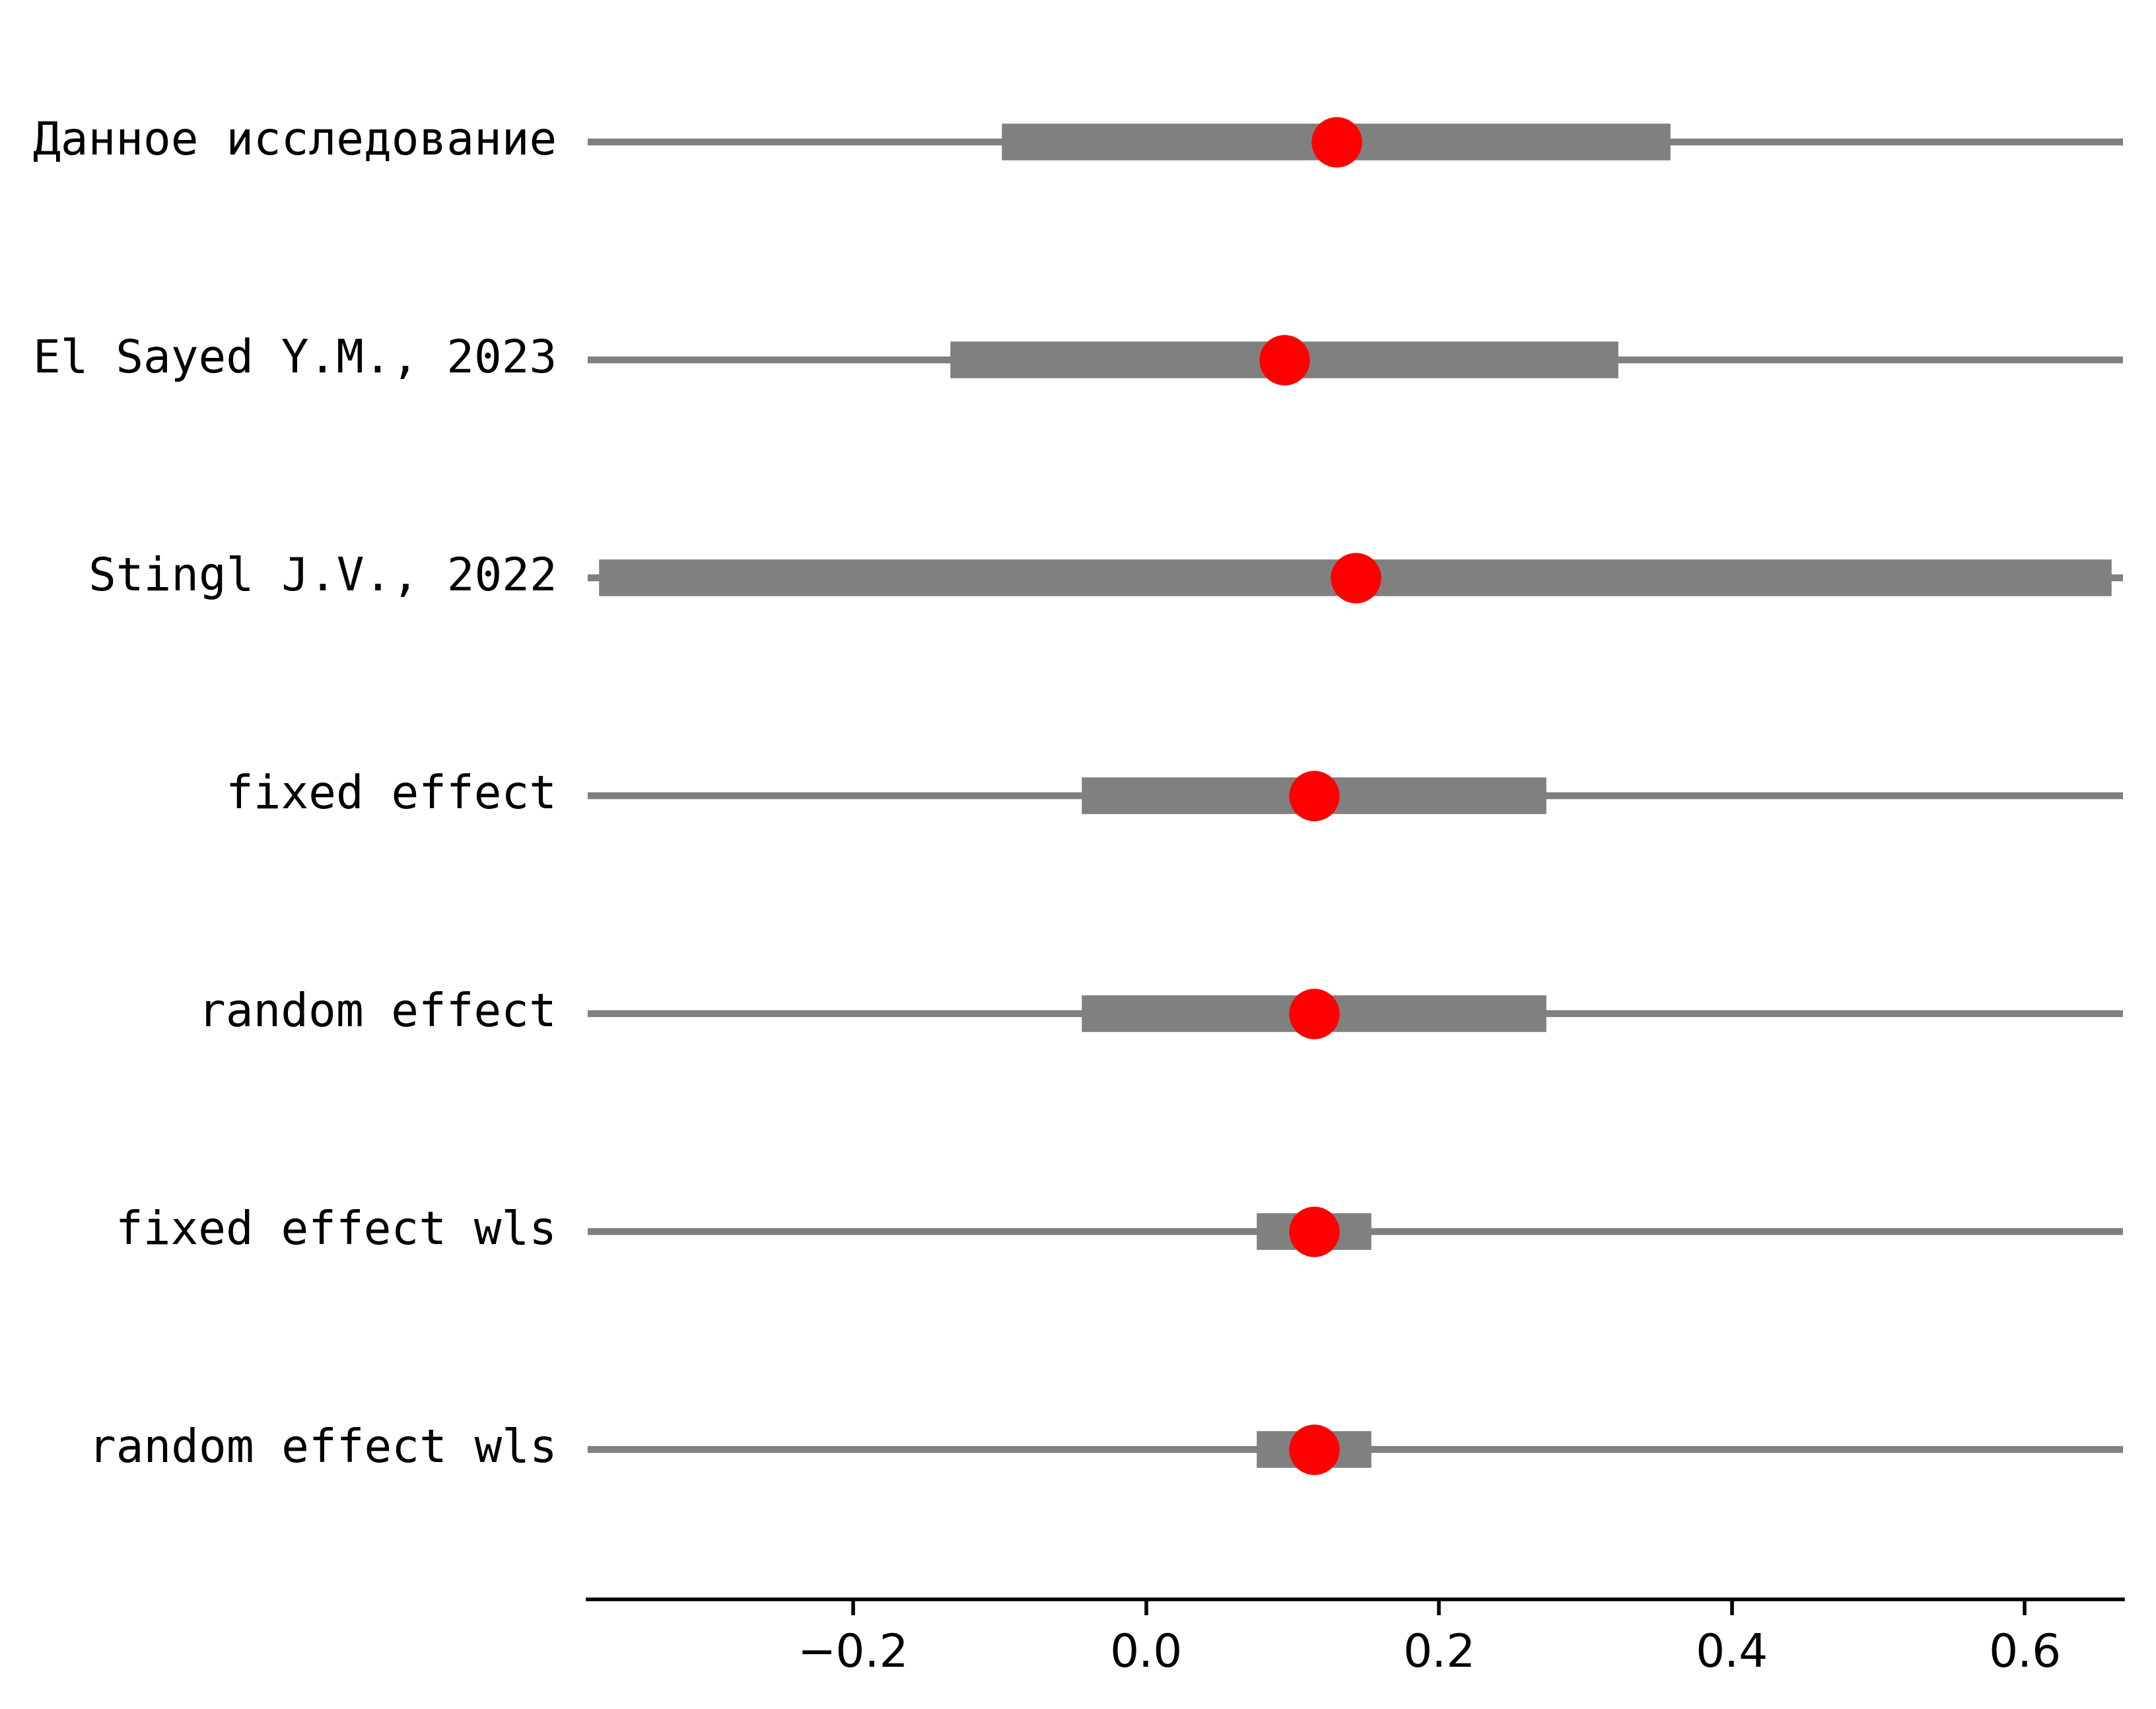 Данное исследование
El Sayed Y.M., 2023
Stingl J.V., 2022
fixed effect
random effect
fixed effect wls
random effect wls
−0.2 0.0 0.2 0.4 0.6